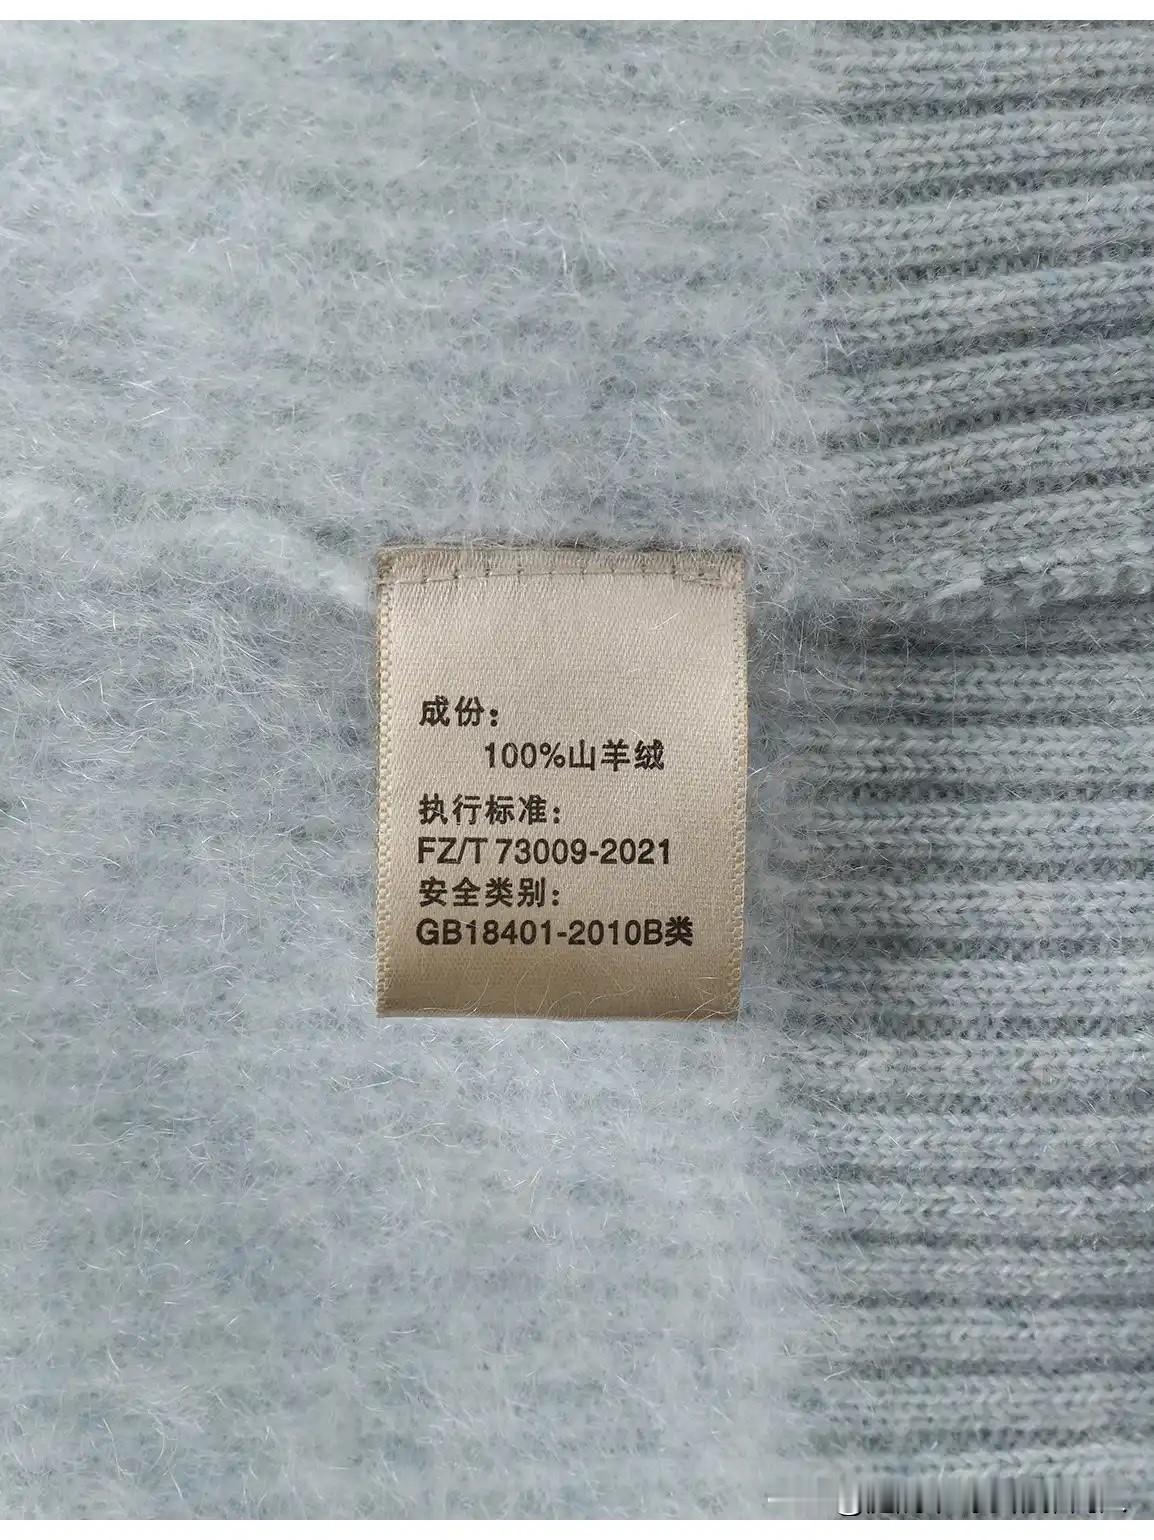 成份：
100%山羊绒
执行标准：
FZ/T 73009-2021
安全类别：
GB18401-2010B类